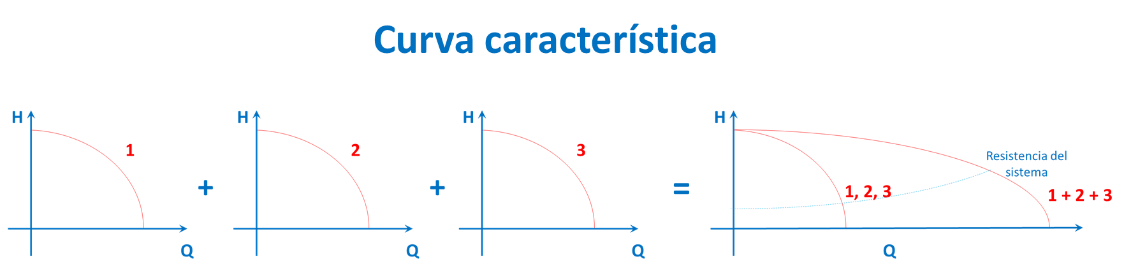 Curva característica
H
1
Q
+
H
2
Q
+
H
3
Q
=
H
Resistencia del
sistema
1, 2, 3
1 + 2 + 3
Q